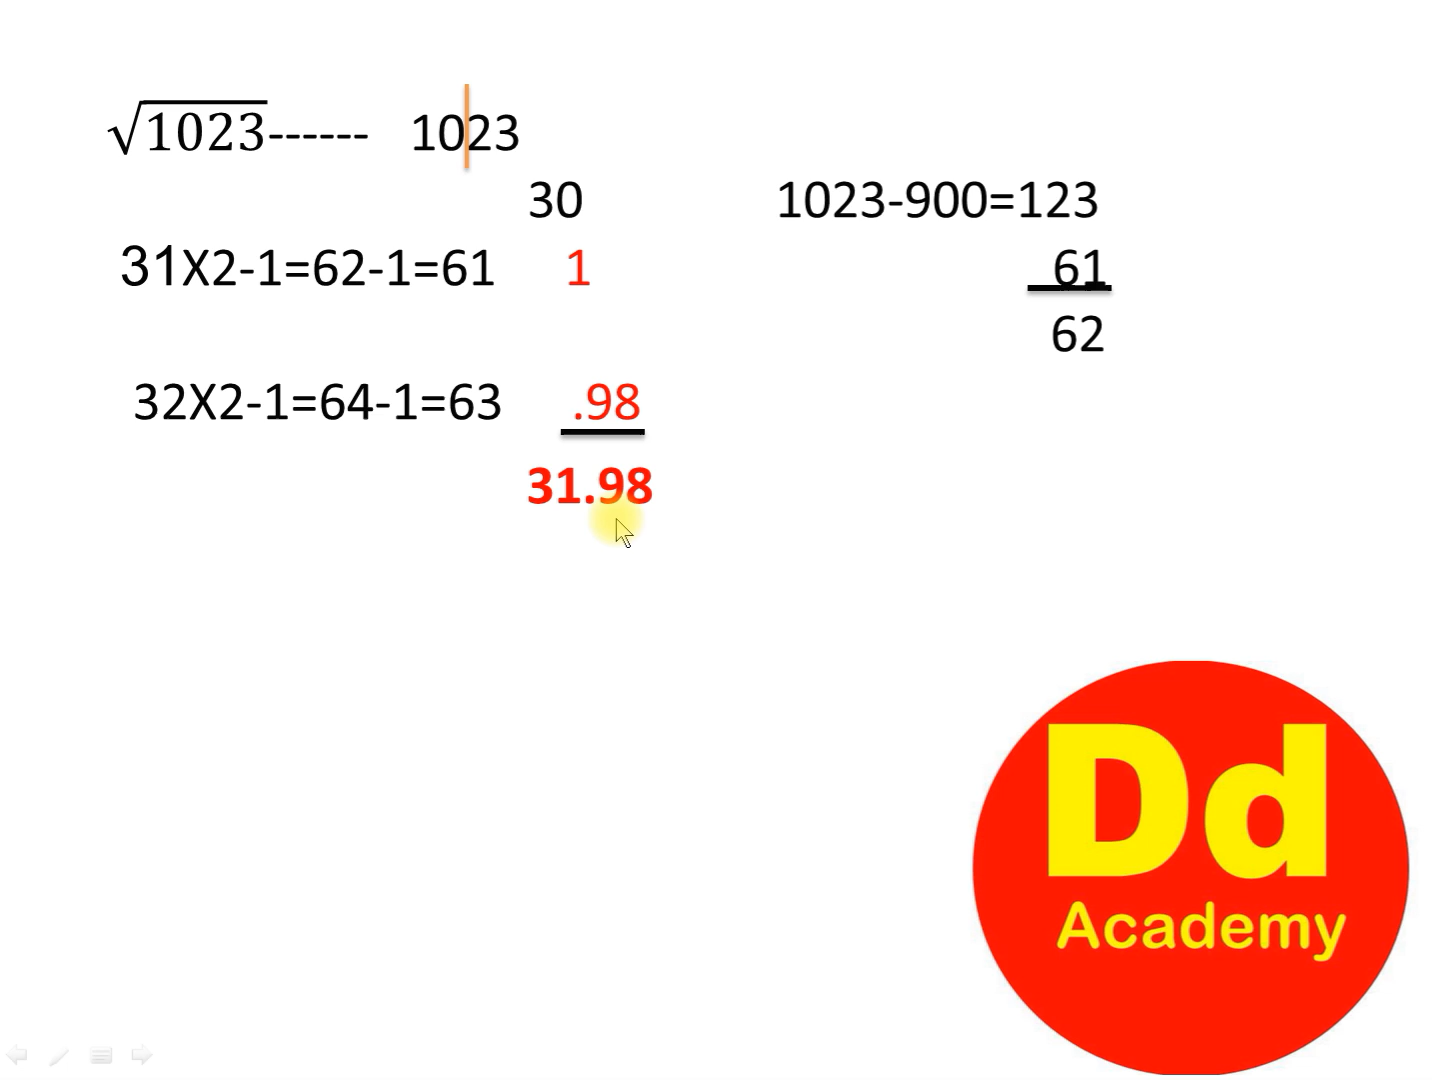 √1023------ 1023
30 1023-900=123
31X2-1=62-1=61 1 61
62
32X2-1=64-1=63 .98
31.98
Dd
Academy